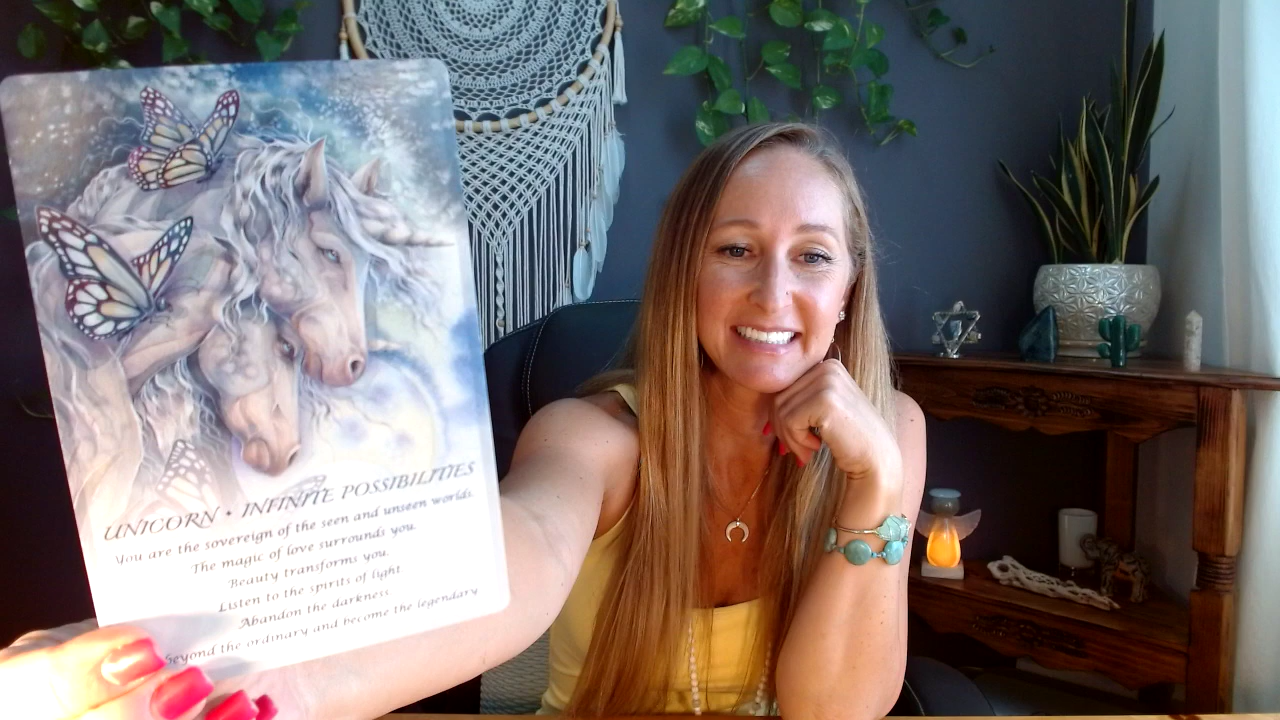 UNICORN • INFINITE POSSIBILITIES
You are the sovereign of the seen and unseen worlds.
The magic of love surrounds you.
Beauty transforms you.
Listen to the spirits of light
Abandon the darkness
Beyond the ordinary and become the legendary